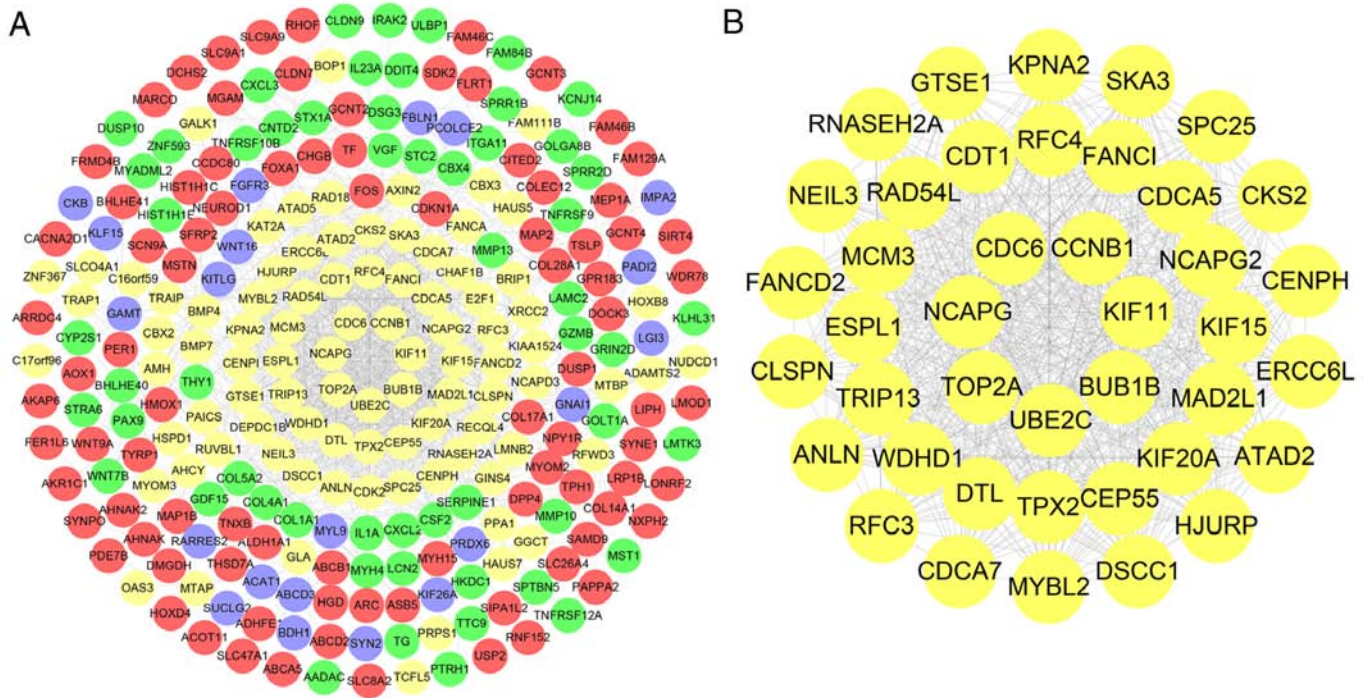 A
B
RHOF CLDN9 IRAK2 ULBP1
SLC9A9 FAM46C
SLC9A1 BOP1 IL23A DDIT4 SDK2 FAM84B
DCHS2 CLDN7 FLRT1 GCNT3
MARCO MGAM CXCL3 GCNT2 DSG3 FBLN1 PCOLCE2 SPRR1B KCNJ14
GALK1 CNTD2 STX1A FAM111B
DUSP10 ZNF593 TNFRSF10B TF VGF STC2 ITGA11 GOLGA8B FAM46B
FRMD4B MYADML2 CCDC80 FOXA1 CHGB CBX4 CITED2 SPRR2D FAM129A
HIST1H1C FGFR3 FOS AXIN2 CBX3 COLEC12
CKB BHLHE41 HIST1H1E NEUROD1 RAD18 CDKN1A HAUS5 TNFRSF9 MEP1A IMPA2
KLF15 SFRP2 KAT2A ATAD5 CKS2 FANCA MAP2 GCNT4
CACNA2D1 SCN9A WNT16 ERCC6L ATAD2 SKA3 CDCA7 MMP13 TSLP SIRT4
MSTN COL28A1
ZNF367 SLCO4A1 C16orf59 KITLG HJURP CDT1 RFC4 FANCI CHAF1B BRIP1 GPR183 PADI2 WDR78
TRAP1 TRAIP MYBL2 RAD54L CDCA5 E2F1 XRCC2 LAMC2 HOXB8
ARRDC4 GAMT BMP4 CDC6 CCNB1 DOCK3 KLHL31
CYP2S1 CBX2 KPNA2 MCM3 NCAPG2 RFC3 GZMB LGI3
PER1 BMP7 NCAPG KIF11 KIAA1524 GRIN2D
C17orf96 AOX1 AMH CENPI ESPL1 KIF15 FANCD2 DUSP1 ADAMTS2 NUDCD1
AKAP6 BHLHE40 THY1 TOP2A BUB1B NCAPD3 MTBP
STRA6 HMOX1 PAICS GTSE1 TRIP13 UBE2C MAD2L1 CLSPN GNAI1 LIPH LMOD1
FER1L6 PAX9 COL17A1 GOLT1A
WNT9A TYRP1 HSPD1 DEPDC1B WDHD1 KIF20A RECQL4 NPY1R SYNE1 LMTK3
RUVBL1 DTL TPX2 CEP55 RFWD3
AKR1C1 WNT7B AHCY NEIL3 RNASEH2A LMNB2 MYOM2 LRP1B LONRF2
MYOM3 COL5A2 DSCC1 CENPH GINS4 TPH1
SYNPO AHNAK2 GDF15 COL4A1 ANLN CDK2 SPC25 DPP4 COL14A1 NXPH2
MAP1B COL1A1 SERPINE1 MMP10
AHNAK TNXB MYL9 IL1A CXCL2 CSF2 PPA1 SAMD9
PDE7B RARRES2 ALDH1A1 PRDX6 GGCT MST1
DMGDH THSD7A GLA ABCB1 MYH4 LCN2 MYH15 HAUS7 SLC26A4
OAS3 MTAP ACAT1 ABCD3 KIF26A HKDC1 SPTBN5 PAPPA2
SUCLG2 HGD ARC ASB5 SIPA1L2 TNFRSF12A
HOXD4 ADHFE1 BDH1 PRPS1 TTC9
ACOT11 ABCD2 SYN2 TG RNF152
SLC47A1 ABCA5 USP2
AADAC SLC8A2 TCFL5 PTRH1
KPNA2
GTSE1 SKA3
RNASEH2A RFC4 SPC25
CDT1 FANCI
NEIL3 RAD54L CDCA5 CKS2
MCM3 CDC6 CCNB1 NCAPG2
FANCD2 CENPH
ESPL1 NCAPG KIF11 KIF15
CLSPN ERCC6L
TRIP13 TOP2A BUB1B MAD2L1
UBE2C
ANLN WDHD1 KIF20A ATAD2
DTL TPX2 CEP55
RFC3 HJURP
CDCA7 MYBL2 DSCC1